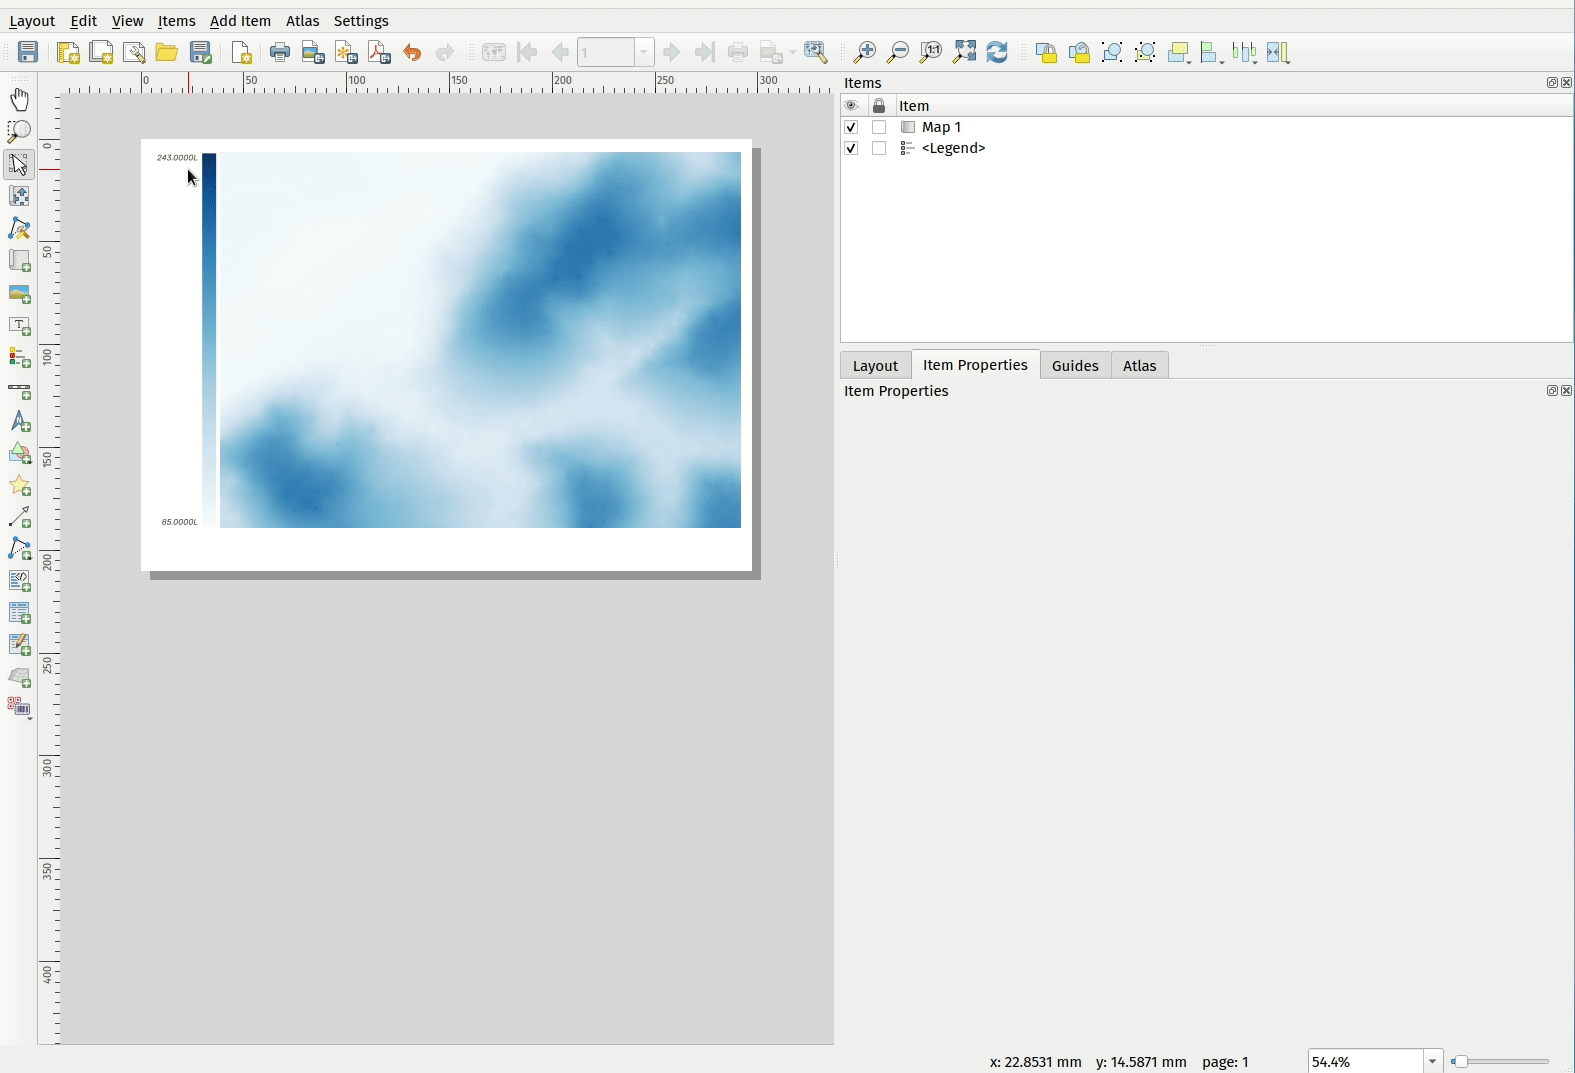 Layout Edit View Items Add Item Atlas Settings
1
1:1
0 50 100 150 200 250 300
0
50
100
150
200
250
300
350
400
243.0000L
85.0000L
Items
Item
Map 1
<Legend>
Layout Item Properties Guides Atlas
Item Properties
x: 22.8531 mm y: 14.5871 mm page: 1 54.4%